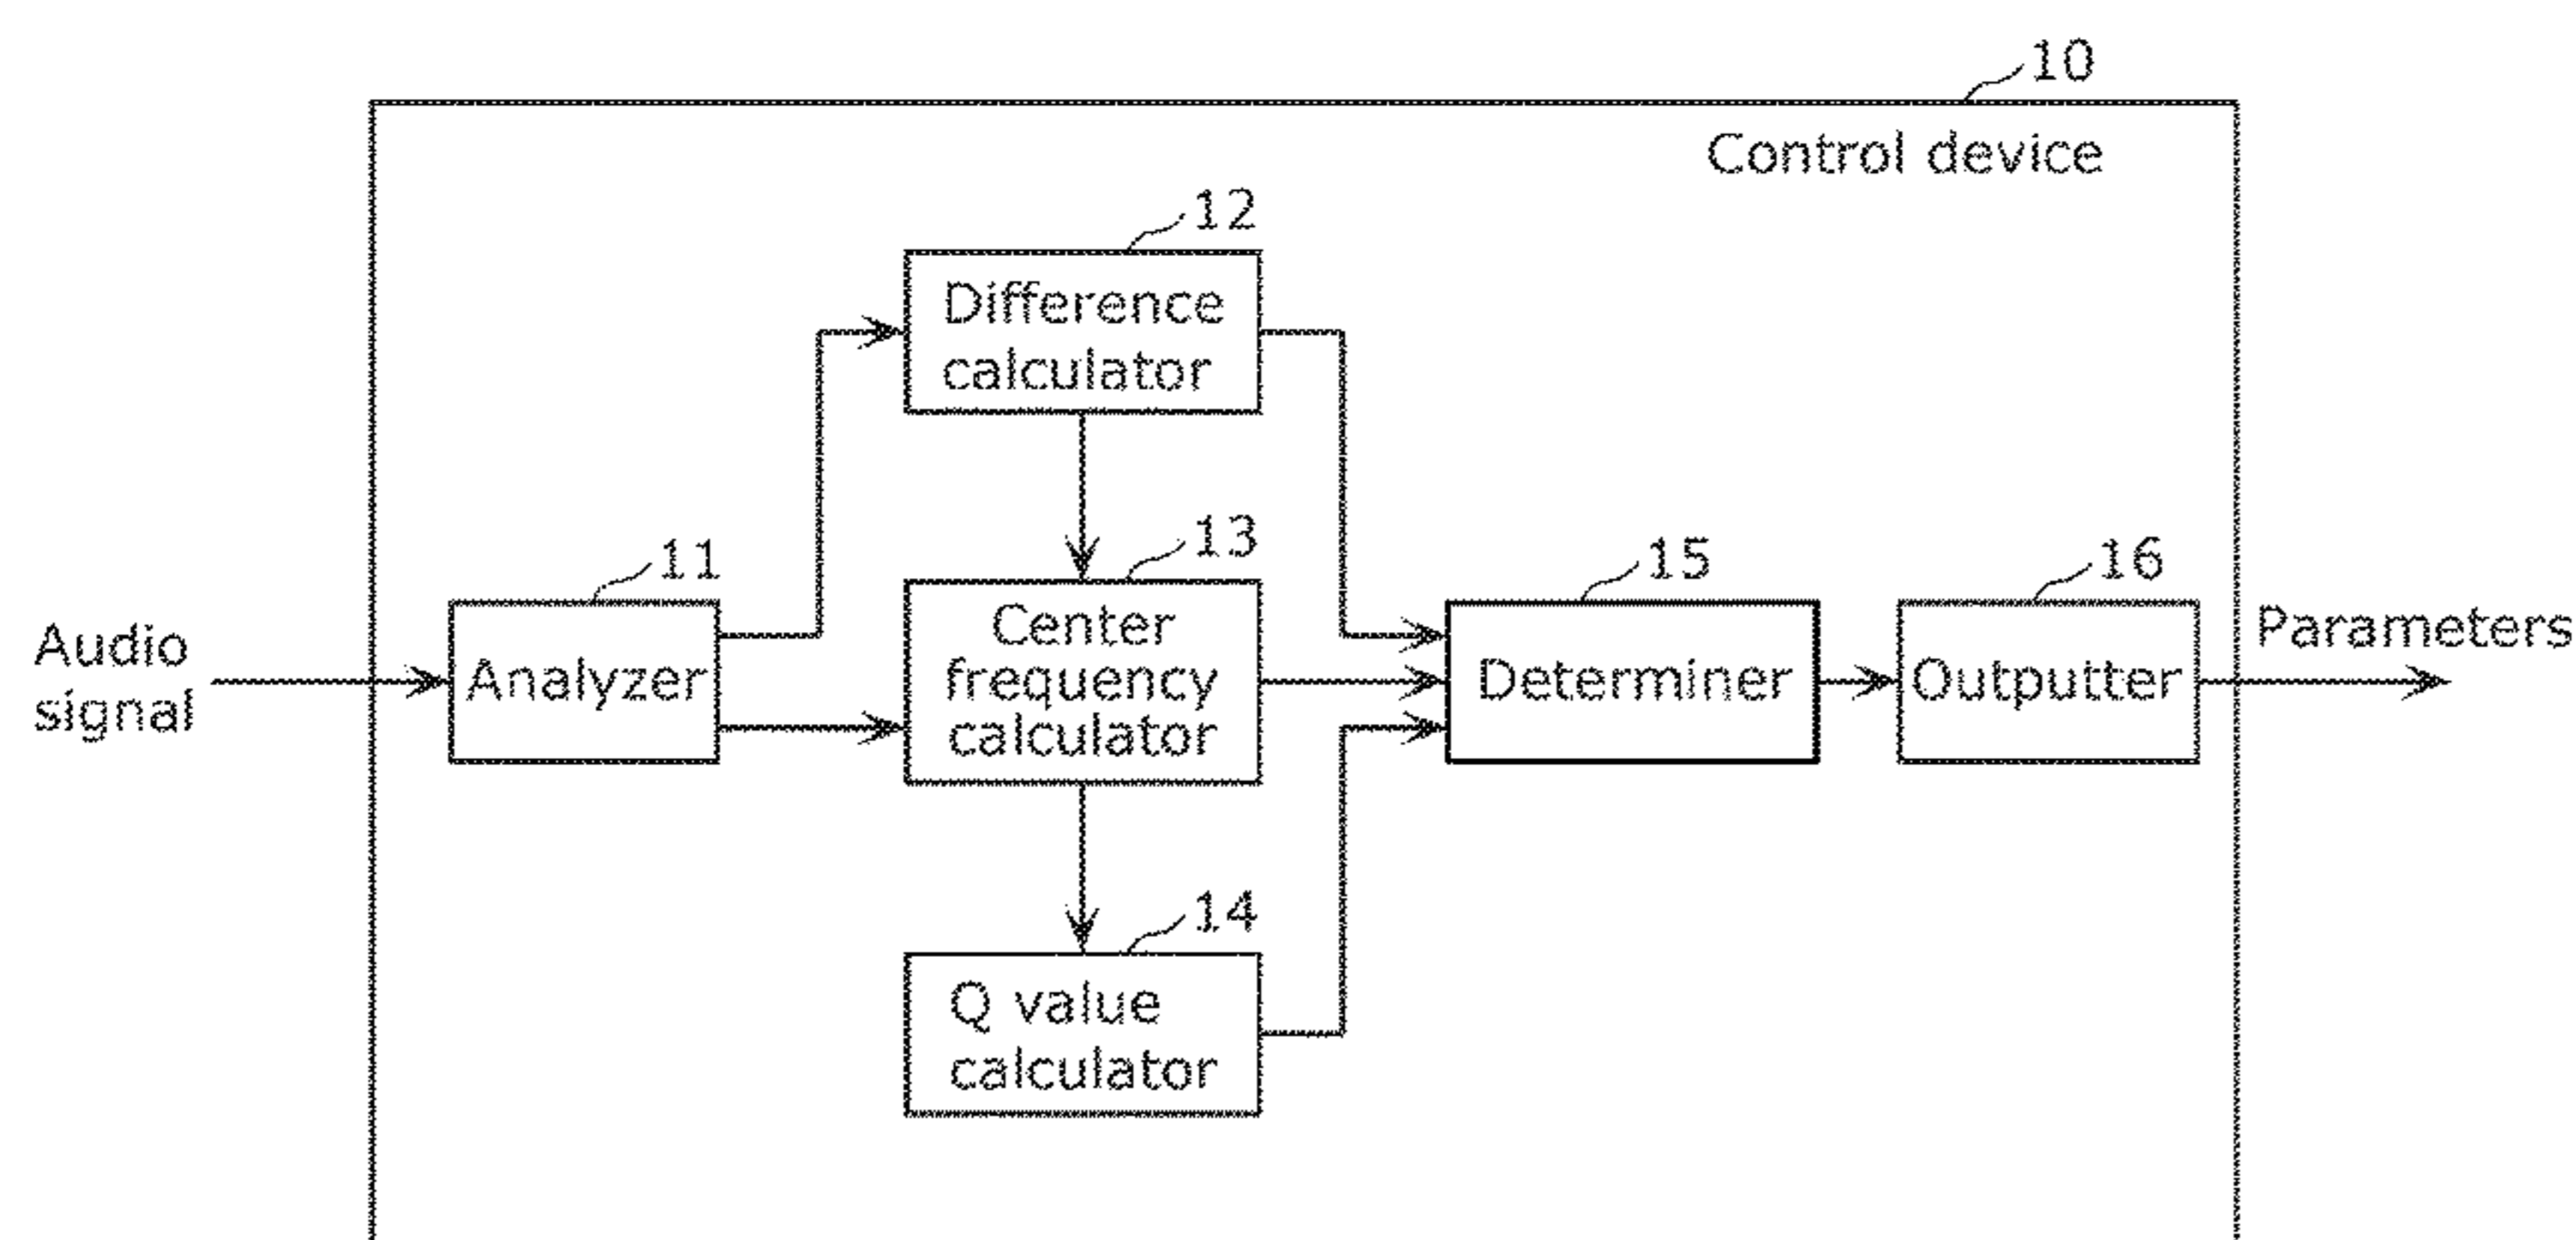 10
Control device
12
Difference
calculator
11
13
15
16
Audio
signal
Analyzer
Center
frequency
calculator
Determiner
Outputter
Parameters
14
Q value
calculator